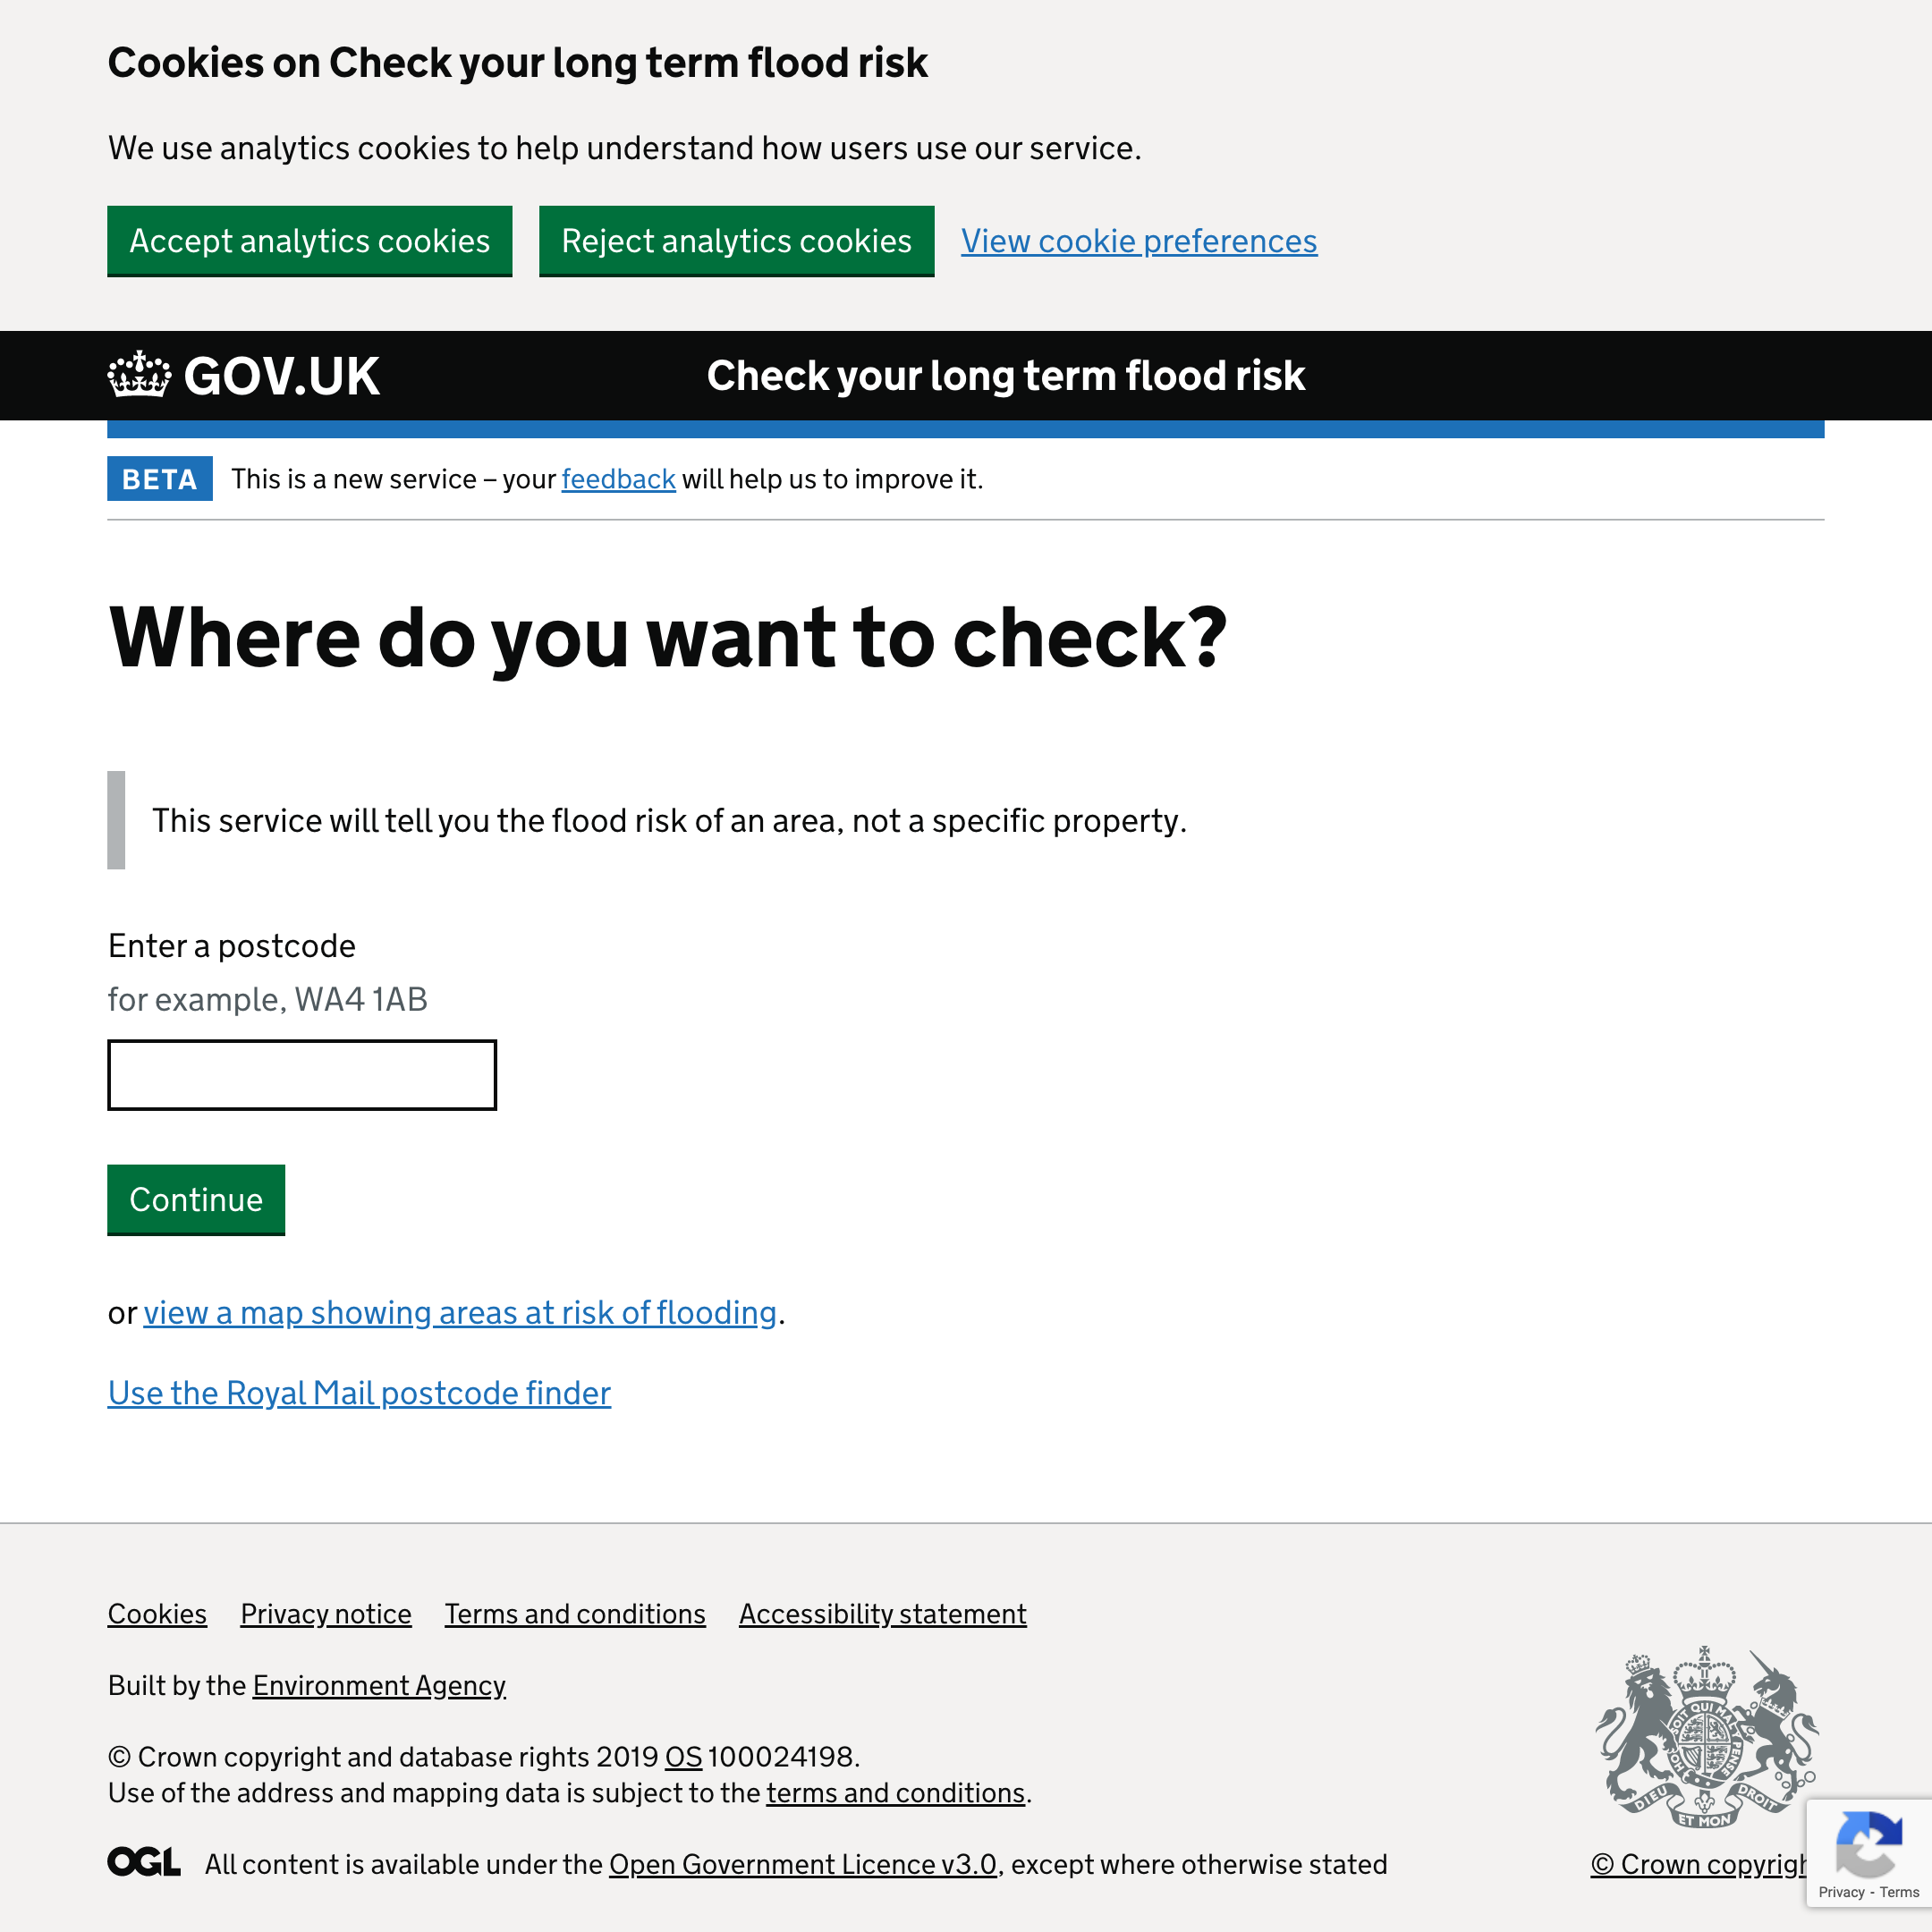 Cookies on Check your long term flood risk
We use analytics cookies to help understand how users use our service.
Accept analytics cookies Reject analytics cookies View cookie preferences
GOV.UK Check your long term flood risk
BETA This is a new service – your feedback will help us to improve it.
Where do you want to check?
This service will tell you the flood risk of an area, not a specific property.
Enter a postcode
for example, WA4 1AB
Continue
or view a map showing areas at risk of flooding.
Use the Royal Mail postcode finder
Cookies Privacy notice Terms and conditions Accessibility statement
Built by the Environment Agency
© Crown copyright and database rights 2019 OS 100024198.
Use of the address and mapping data is subject to the terms and conditions.
SOIT QUI MAL
PENSE
HONI
DIEU ET MON DROIT
OGL All content is available under the Open Government Licence v3.0, except where otherwise stated
© Crown copyrigh
Privacy - Terms